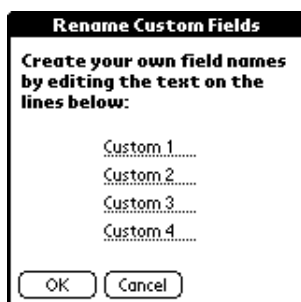 Rename Custom Fields
Create your own field names
by editing the text on the
lines below:
Custom 1
Custom 2
Custom 3
Custom 4
OK Cancel